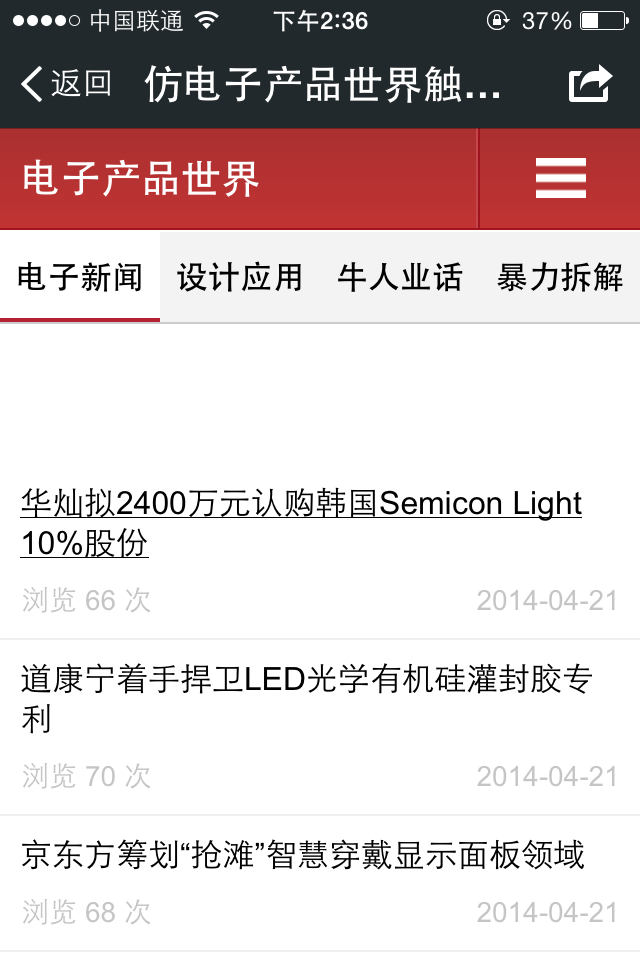 中国联通 下午2:36 37%
返回 仿电子产品世界触...
电子产品世界
电子新闻 设计应用 牛人业话 暴力拆解
华灿拟2400万元认购韩国Semicon Light
10%股份
浏览 66 次 2014-04-21
道康宁着手捍卫LED光学有机硅灌封胶专
利
浏览 70 次 2014-04-21
京东方筹划“抢滩”智慧穿戴显示面板领域
浏览 68 次 2014-04-21